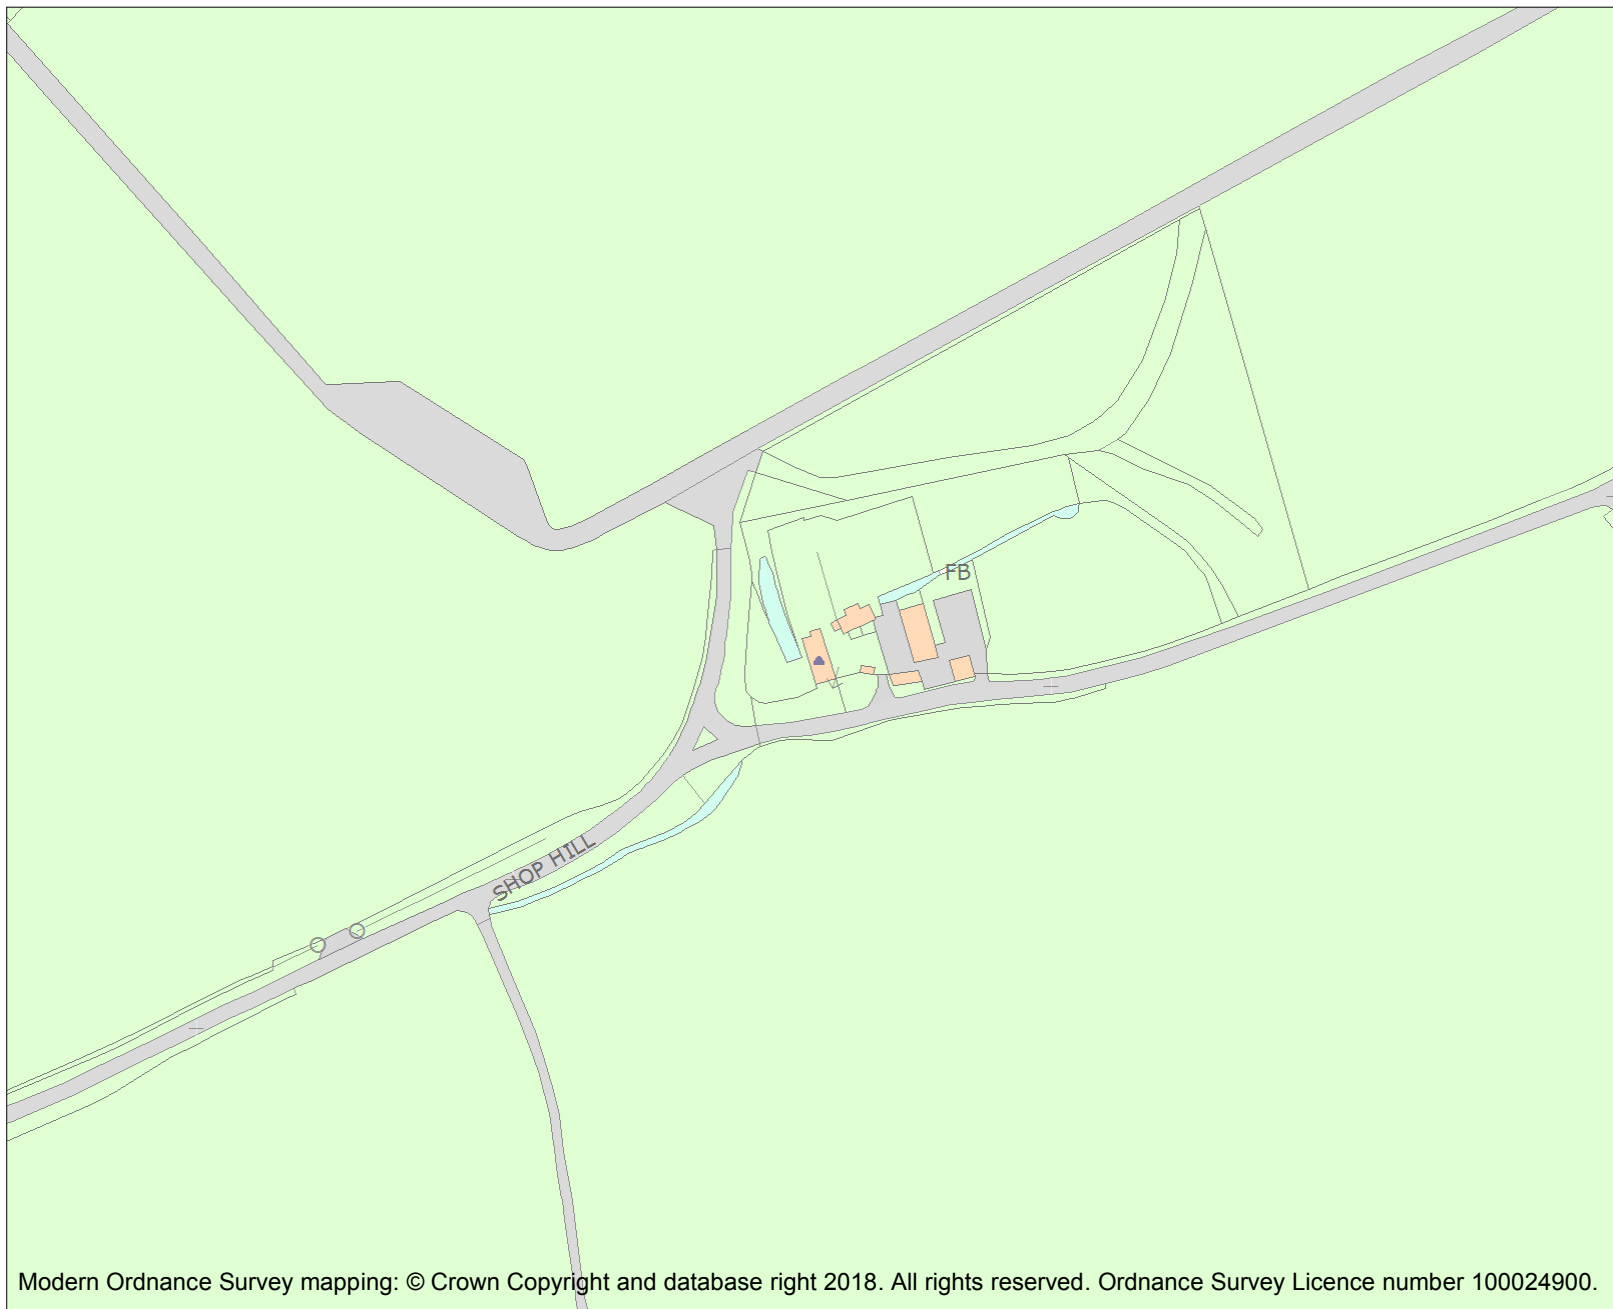 FB
SHOP HILL
Modern Ordnance Survey mapping: © Crown Copyright and database right 2018. All rights reserved. Ordnance Survey Licence number 100024900.